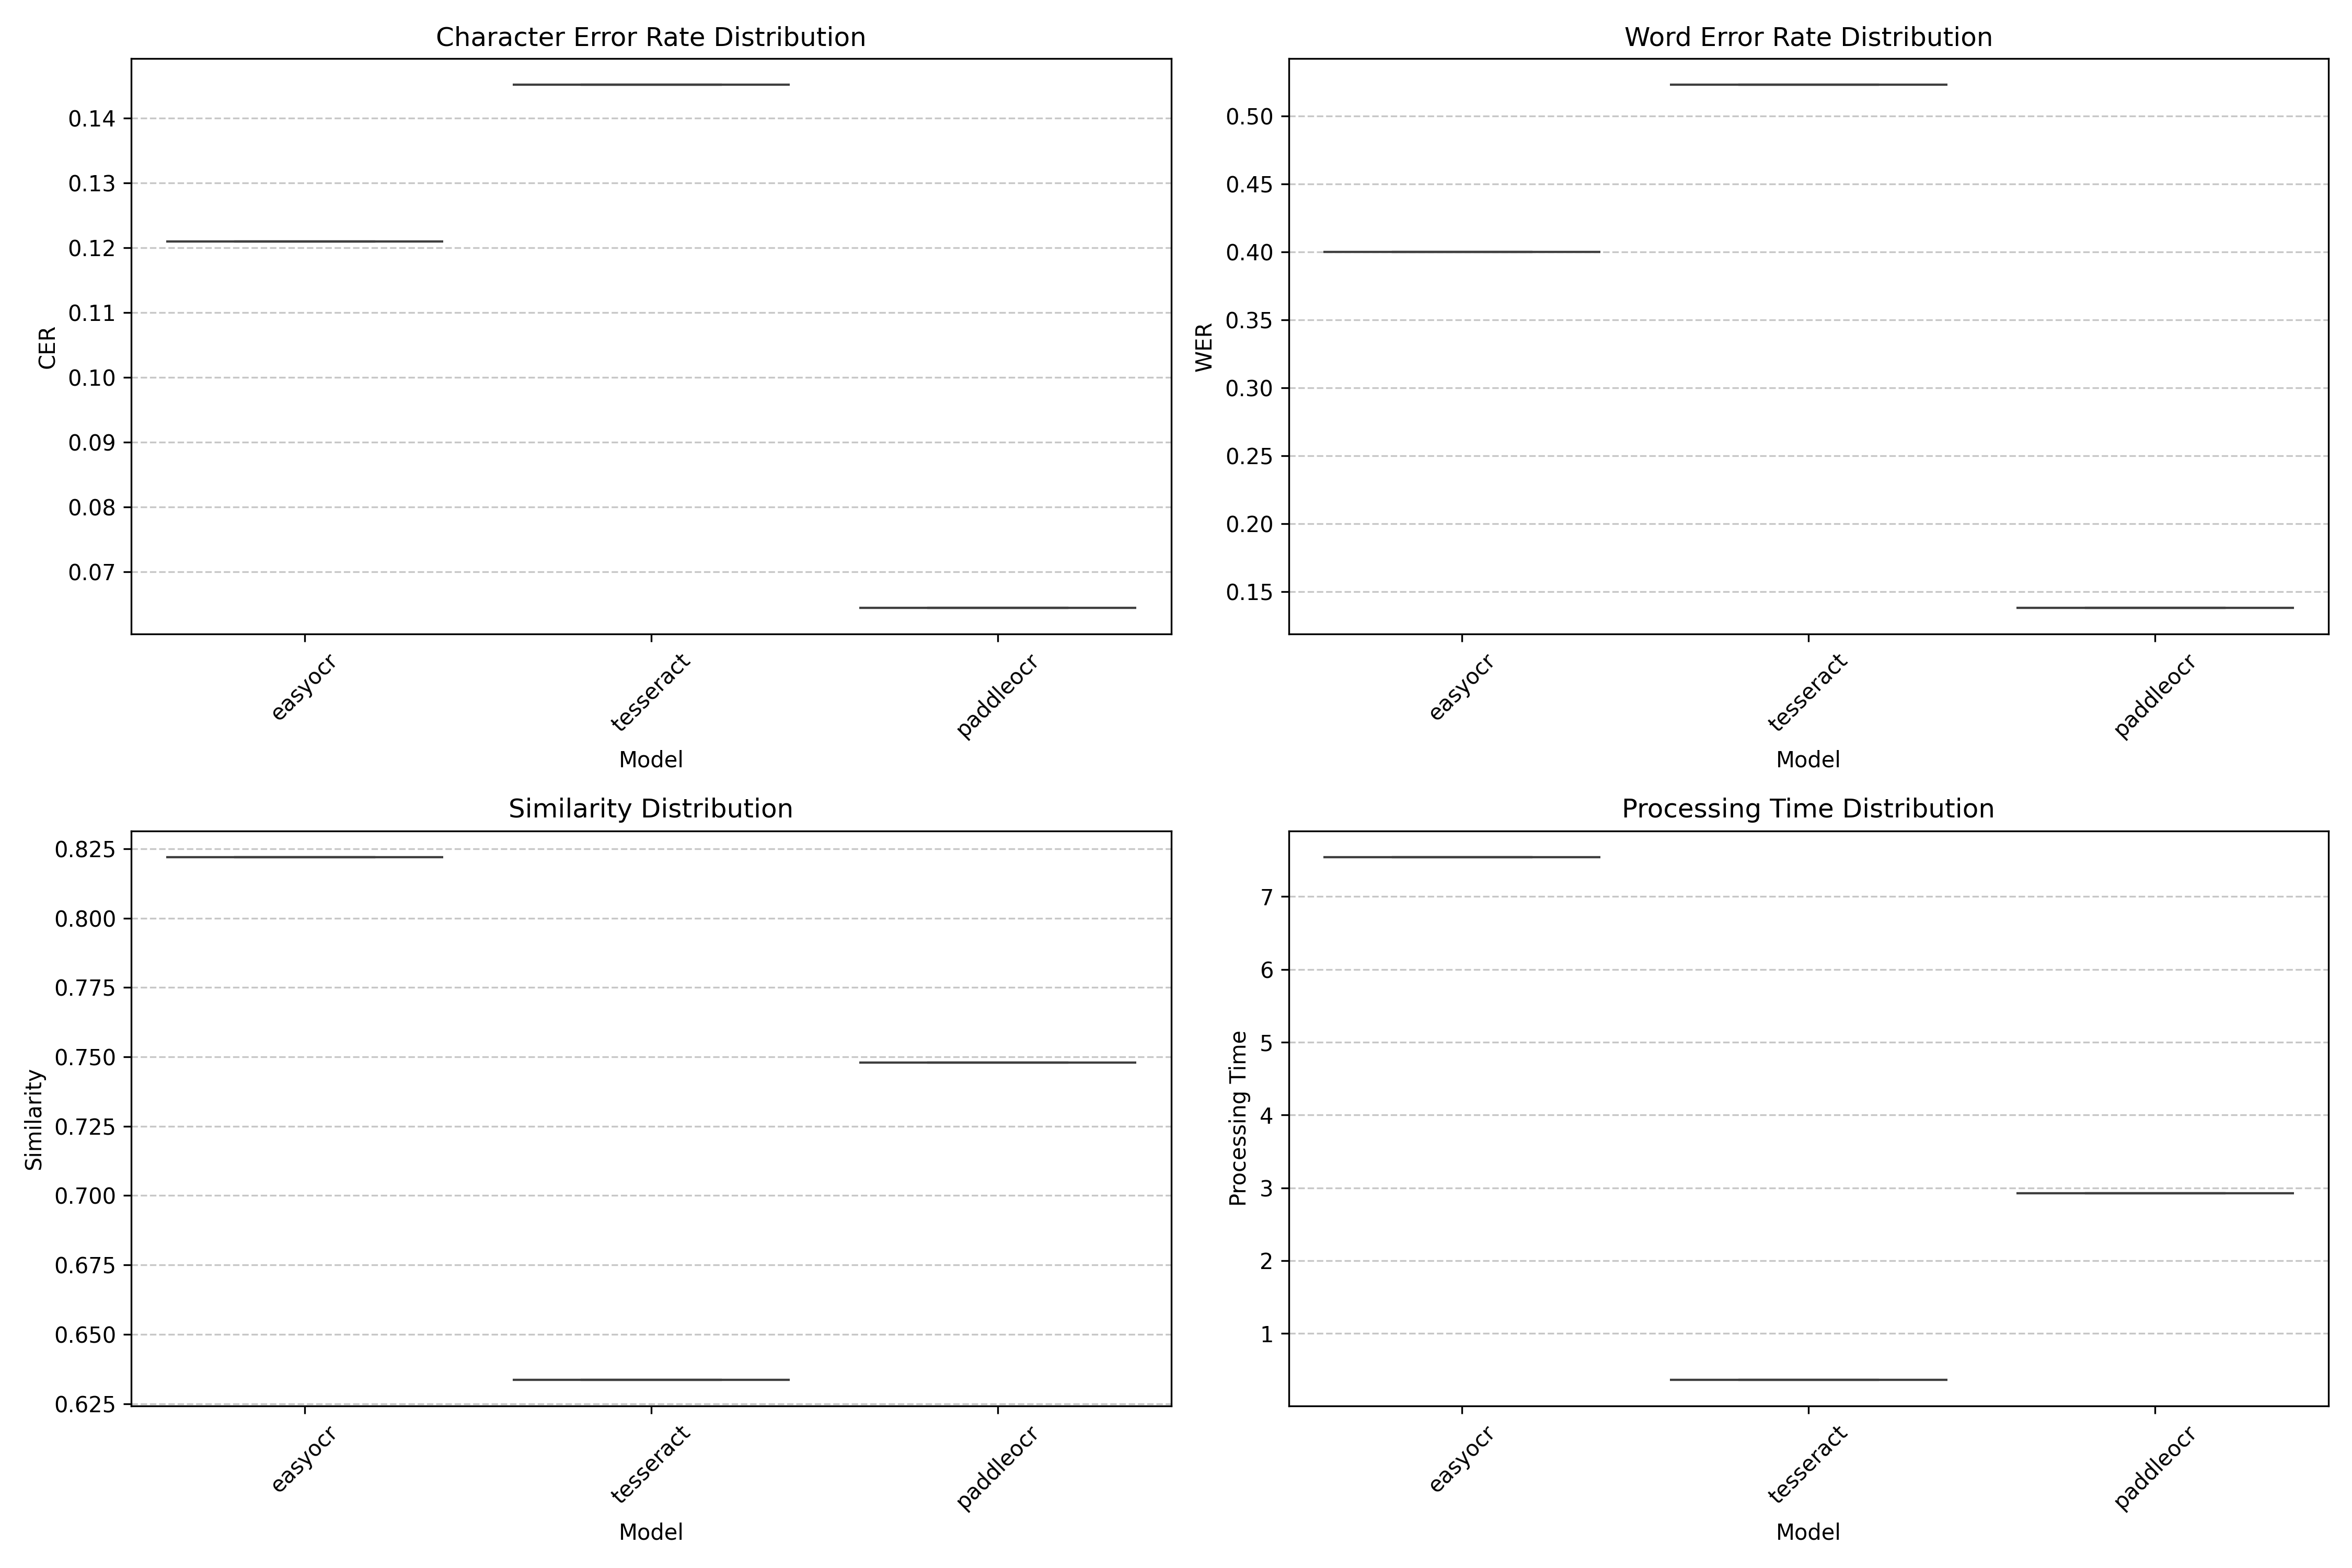 Character Error Rate Distribution
CER
0.14
0.13
0.12
0.11
0.10
0.09
0.08
0.07
easyocr
tesseract
paddleocr
Model
Word Error Rate Distribution
WER
0.50
0.45
0.40
0.35
0.30
0.25
0.20
0.15
easyocr
tesseract
paddleocr
Model
Similarity Distribution
Similarity
0.825
0.800
0.775
0.750
0.725
0.700
0.675
0.650
0.625
easyocr
tesseract
paddleocr
Model
Processing Time Distribution
Processing Time
7
6
5
4
3
2
1
easyocr
tesseract
paddleocr
Model